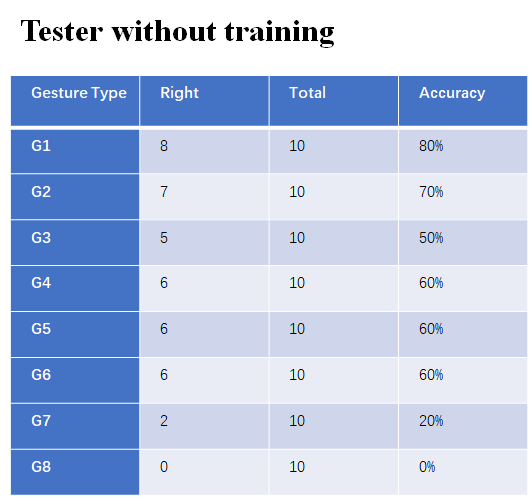 Tester without training
Gesture Type Right Total Accuracy
G1 8 10 80%
G2 7 10 70%
G3 5 10 50%
G4 6 10 60%
G5 6 10 60%
G6 6 10 60%
G7 2 10 20%
G8 0 10 0%